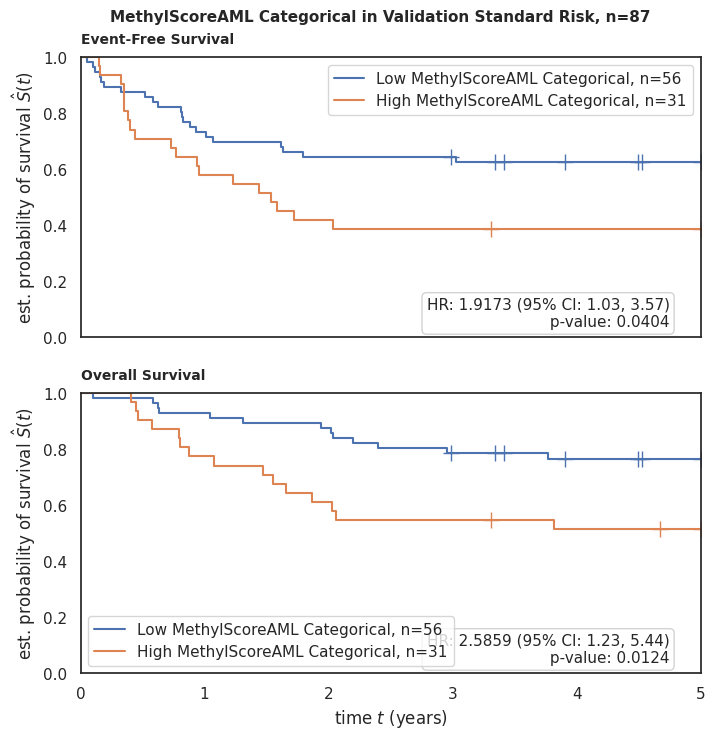 MethylScoreAML Categorical in Validation Standard Risk, n=87
Event-Free Survival
est. probability of survival $\hat{S}(t)$
1.0
0.8
0.6
0.4
0.2
0.0
Low MethylScoreAML Categorical, n=56
High MethylScoreAML Categorical, n=31
HR: 1.9173 (95% CI: 1.03, 3.57)
p-value: 0.0404
Overall Survival
est. probability of survival $\hat{S}(t)$
1.0
0.8
0.6
0.4
0.2
0.0
Low MethylScoreAML Categorical, n=56
High MethylScoreAML Categorical, n=31
HR: 2.5859 (95% CI: 1.23, 5.44)
p-value: 0.0124
0 1 2 3 4 5
time t (years)